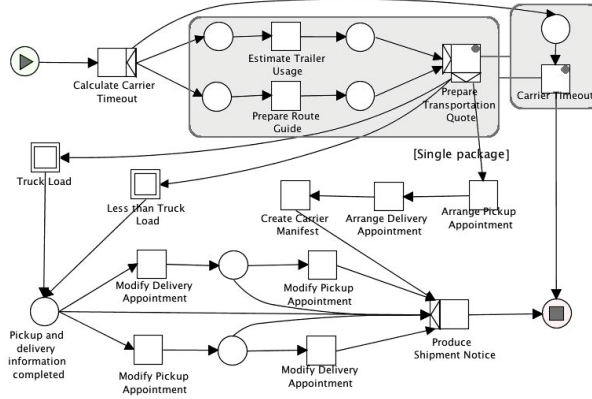 Estimate Trailer
Usage
Calculate Carrier
Timeout
Prepare Route
Guide
Prepare
Transportation
Quote
Carrier Timeout
[Single package]
Truck Load
Less than Truck
Load
Create Carrier
Manifest
Arrange Delivery
Appointment
Arrange Pickup
Appointment
Modify Delivery
Appointment
Modify Pickup
Appointment
Pickup and
delivery
information
completed
Produce
Shipment Notice
Modify Pickup
Appointment
Modify Delivery
Appointment